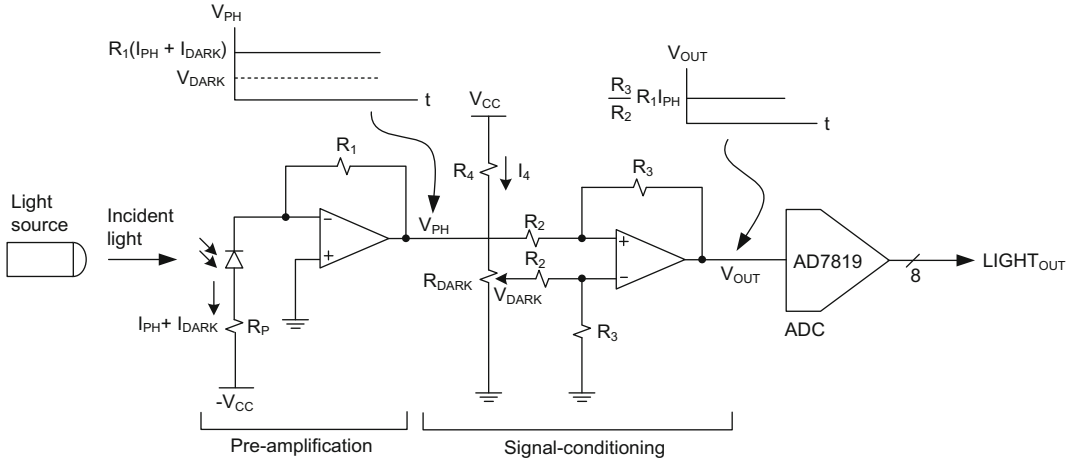 V_PH
R_1(I_PH + I_DARK)
V_DARK
t
V_CC
V_OUT
R_3
R_2
R_1I_PH
t
R_1
R_4
I_4
R_3
Light
source
Incident
light
−
+
V_PH
R_2
+
−
AD7819
8
LIGHT_OUT
R_DARK
V_DARK
R_2
V_OUT
I_PH + I_DARK
R_P
R_3
ADC
-V_CC
Pre-amplification
Signal-conditioning